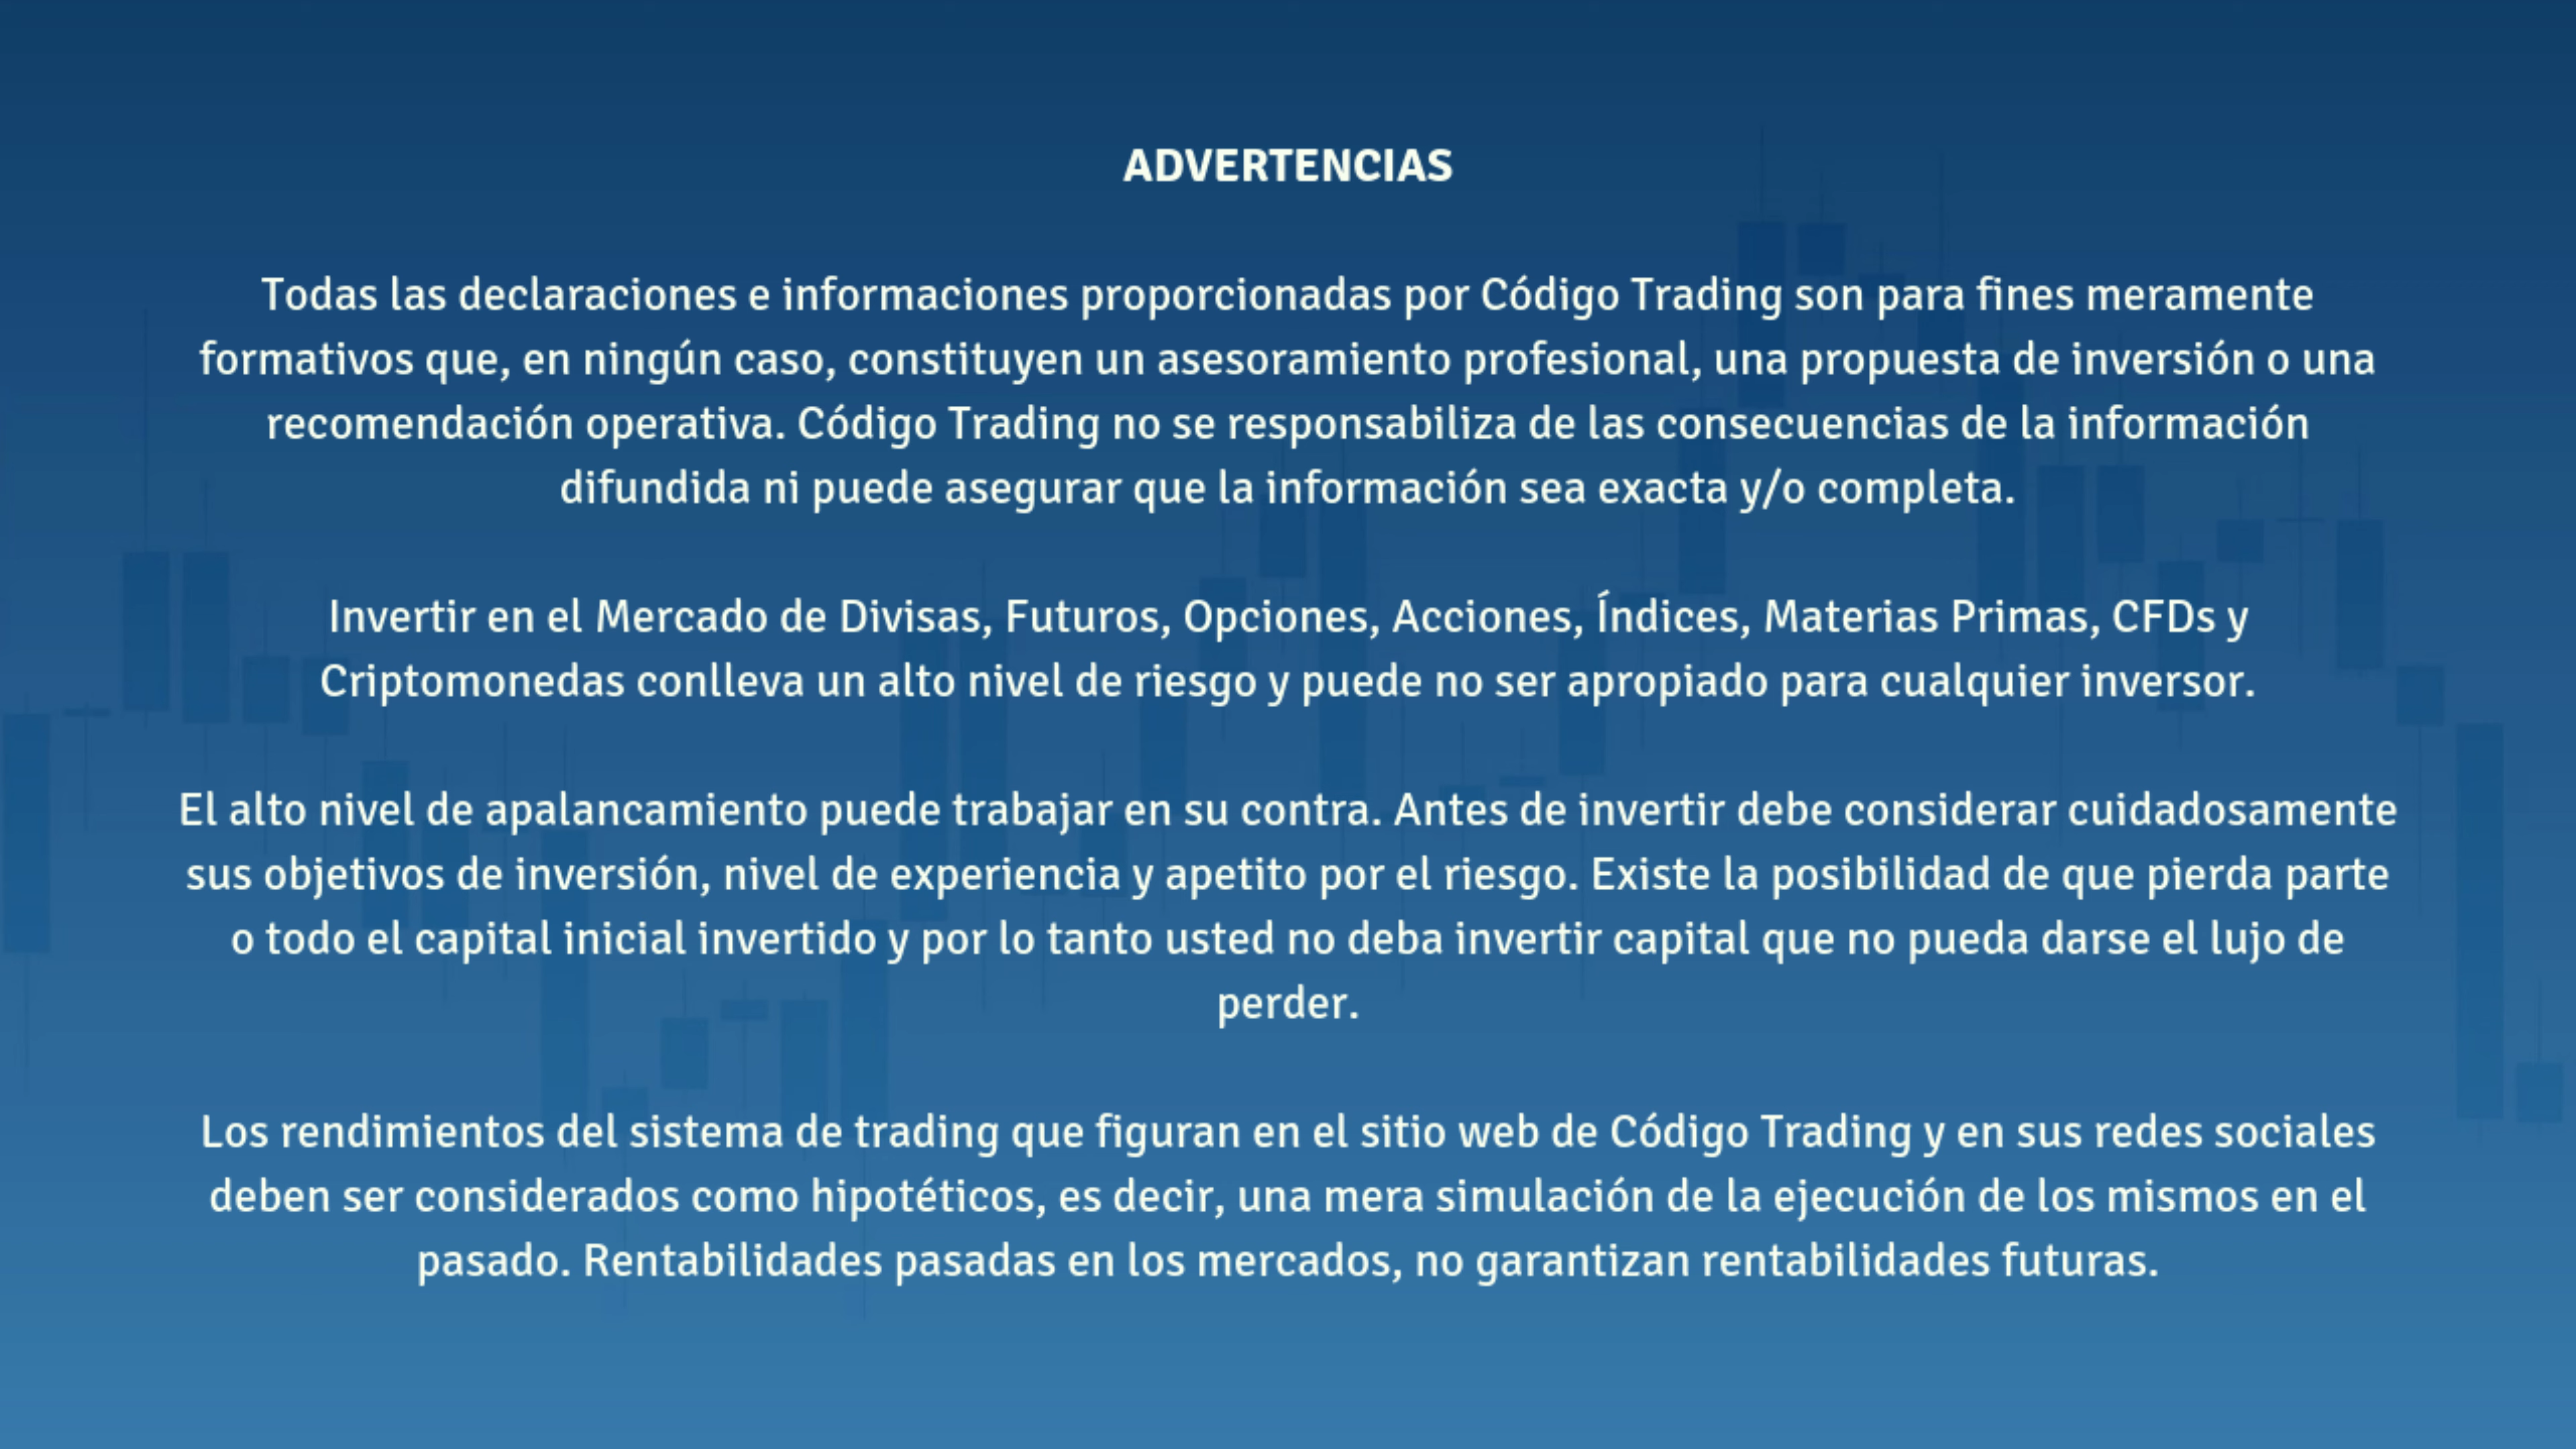 ADVERTENCIAS
Todas las declaraciones e informaciones proporcionadas por Código Trading son para fines meramente
formativos que, en ningún caso, constituyen un asesoramiento profesional, una propuesta de inversión o una
recomendación operativa. Código Trading no se responsabiliza de las consecuencias de la información
difundida ni puede asegurar que la información sea exacta y/o completa.
Invertir en el Mercado de Divisas, Futuros, Opciones, Acciones, Índices, Materias Primas, CFDs y
Criptomonedas conlleva un alto nivel de riesgo y puede no ser apropiado para cualquier inversor.
El alto nivel de apalancamiento puede trabajar en su contra. Antes de invertir debe considerar cuidadosamente
sus objetivos de inversión, nivel de experiencia y apetito por el riesgo. Existe la posibilidad de que pierda parte
o todo el capital inicial invertido y por lo tanto usted no deba invertir capital que no pueda darse el lujo de
perder.
Los rendimientos del sistema de trading que figuran en el sitio web de Código Trading y en sus redes sociales
deben ser considerados como hipotéticos, es decir, una mera simulación de la ejecución de los mismos en el
pasado. Rentabilidades pasadas en los mercados, no garantizan rentabilidades futuras.